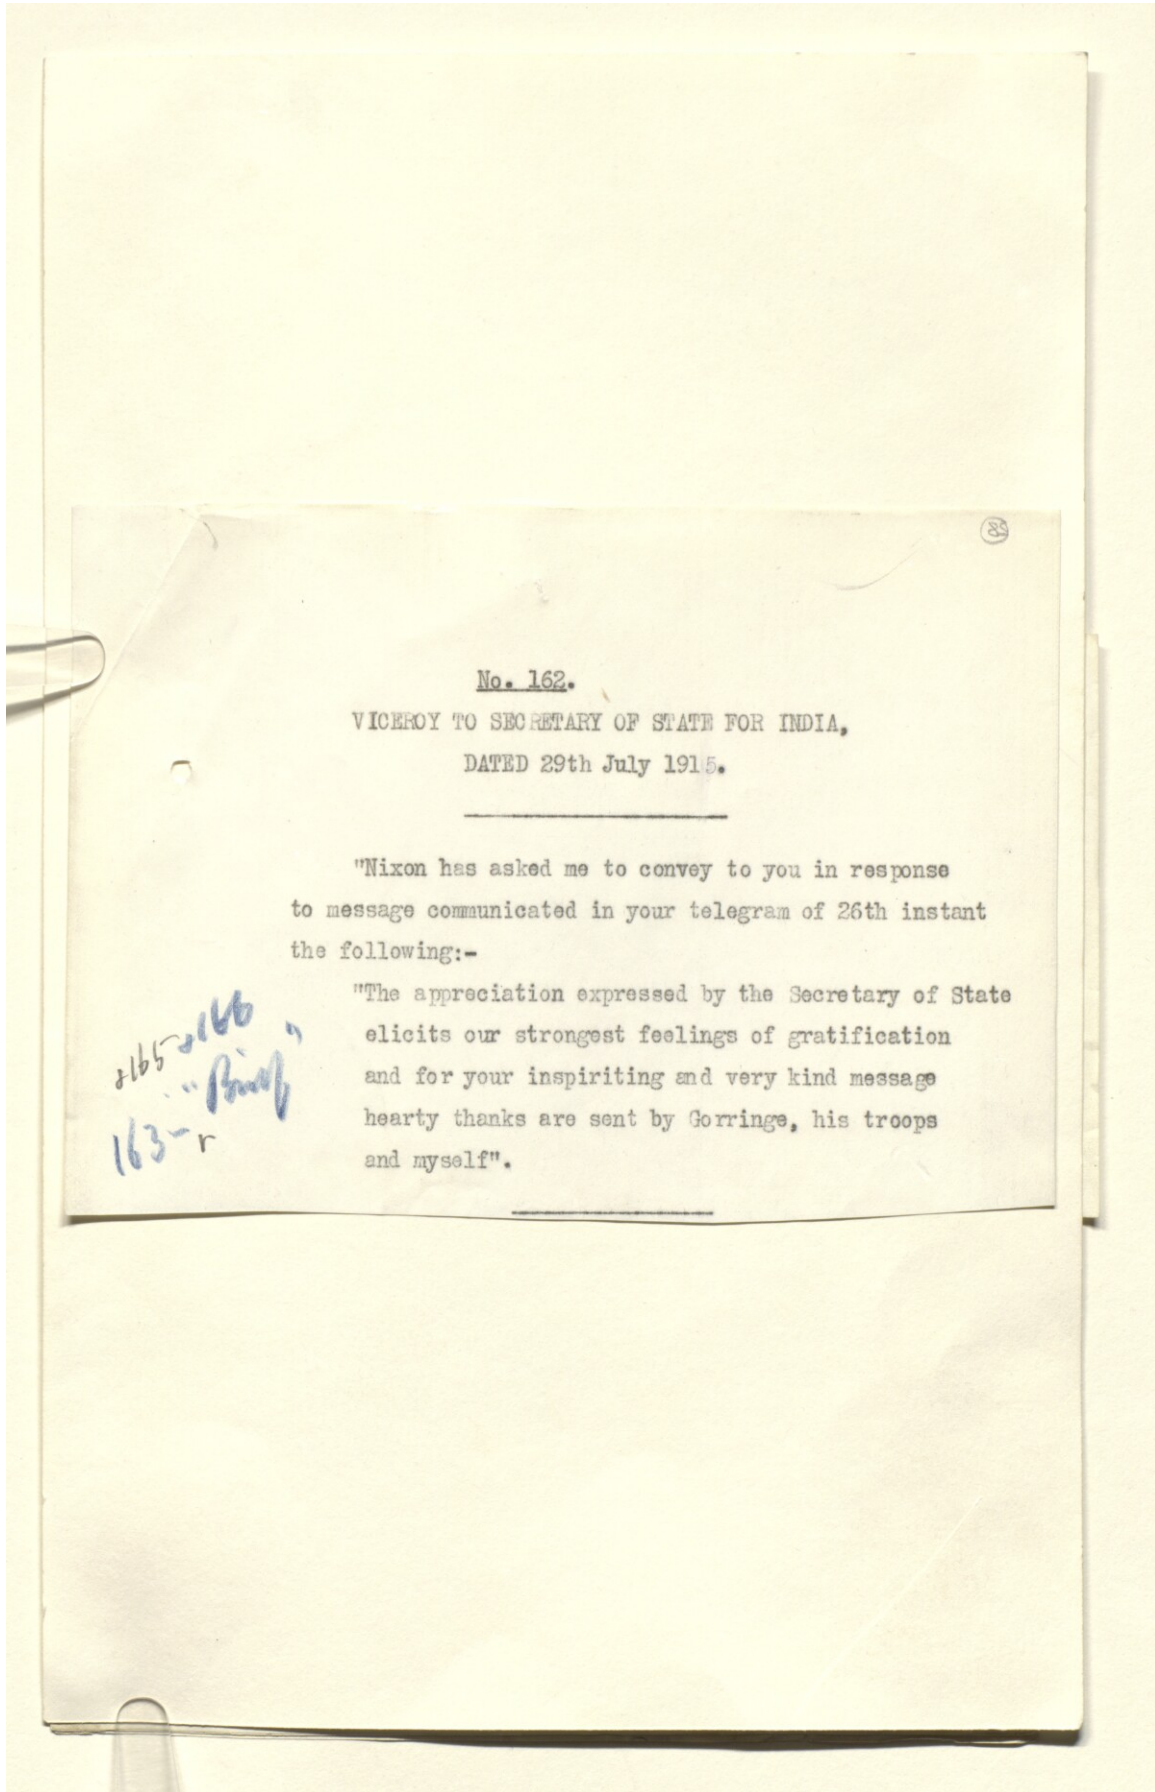 85
No. 162.
VICEROY TO SECRETARY OF STATE FOR INDIA,
DATED 29th July 1915.
"Nixon has asked me to convey to you in response
to message communicated in your telegram of 26th instant
the following:-
"The appreciation expressed by the Secretary of State
elicits our strongest feelings of gratification
and for your inspiriting and very kind message
hearty thanks are sent by Gorringe, his troops
and myself".
&165 &166
163 - r